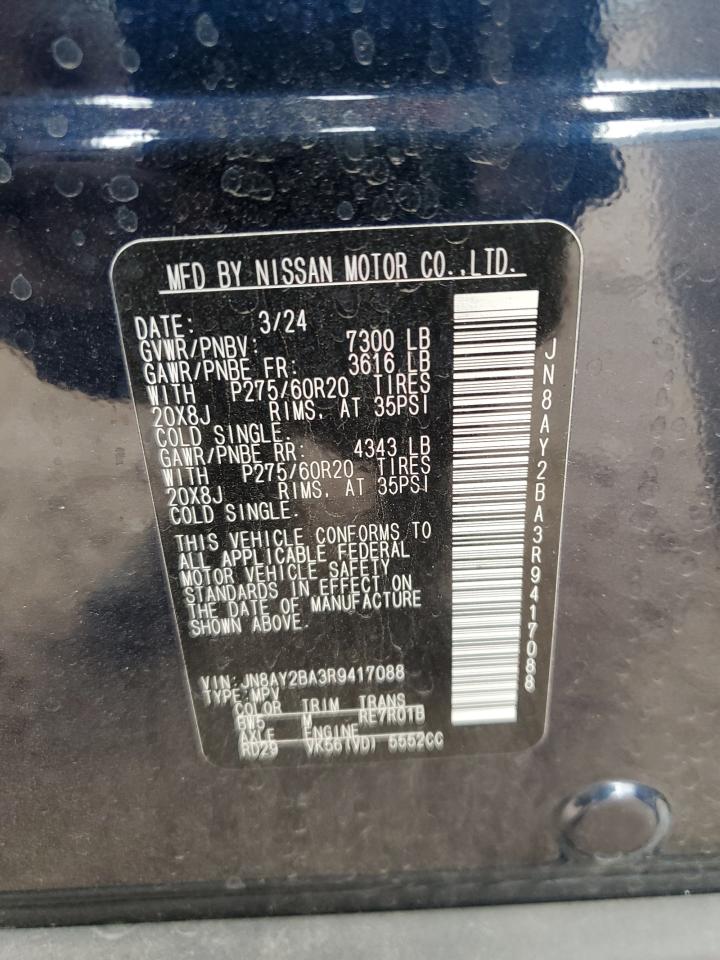 MFD BY NISSAN MOTOR CO.,LTD.
DATE: 3/24
GVWR/PNBV: 7300 LB
GAWR/PNBE FR: 3616 LB
WITH P275/60R20 TIRES
20X8J RIMS, AT 35PSI
COLD SINGLE.
GAWR/PNBE RR: 4343 LB
WITH P275/60R20 TIRES
20X8J RIMS, AT 35PSI
COLD SINGLE.
THIS VEHICLE CONFORMS TO
ALL APPLICABLE FEDERAL
MOTOR VEHICLE SAFETY
STANDARDS IN EFFECT ON
THE DATE OF MANUFACTURE
SHOWN ABOVE.
VIN:JN8AY2BA3R9417088
TYPE:MPV
COLOR TRIM TRANS
BW5 M RE7R01B
AXLE ENGINE
RD29 VK56(VD) 5552CC
JN8AY2BA3R9417088